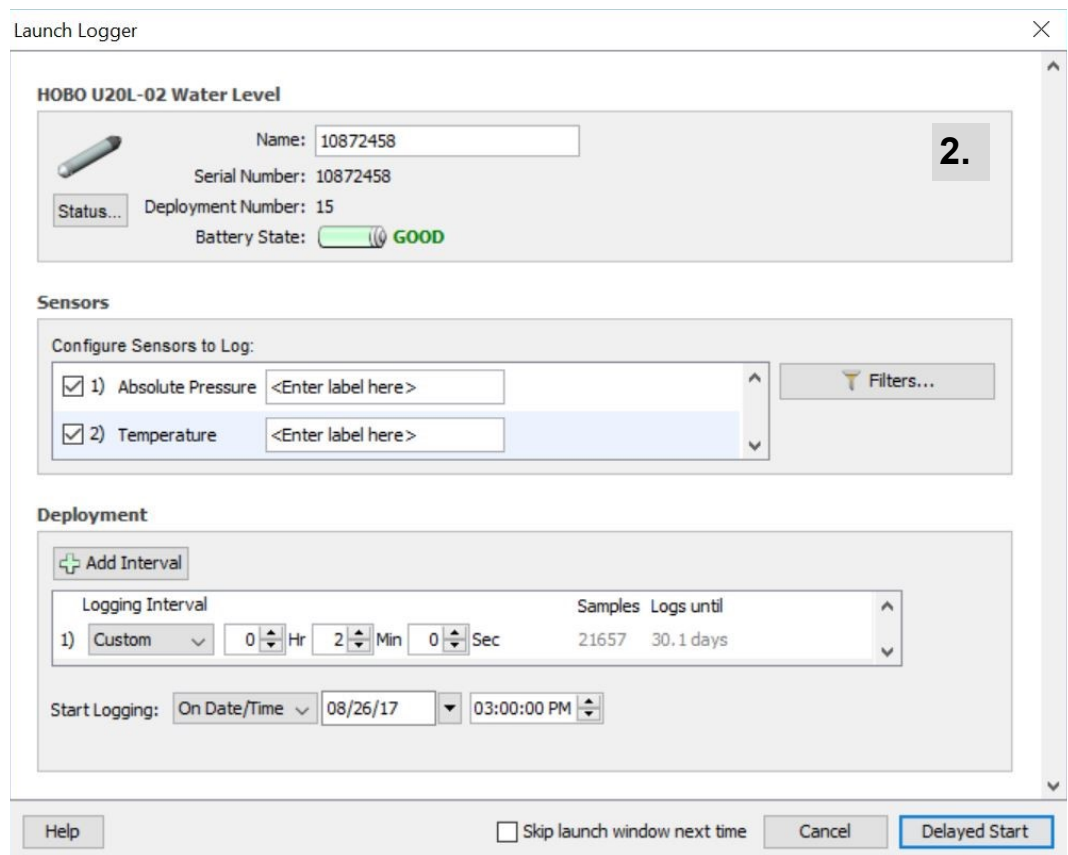 Launch Logger
HOBO U20L-02 Water Level
2.
Name: 10872458
Serial Number: 10872458
Status... Deployment Number: 15
Battery State: GOOD
Sensors
Configure Sensors to Log:
1) Absolute Pressure <Enter label here> Filters...
2) Temperature <Enter label here>
Deployment
Add Interval
Logging Interval Samples Logs until
1) Custom 0 Hr 2 Min 0 Sec 21657 30.1 days
Start Logging: On Date/Time 08/26/17 03:00:00 PM
Help Skip launch window next time Cancel Delayed Start